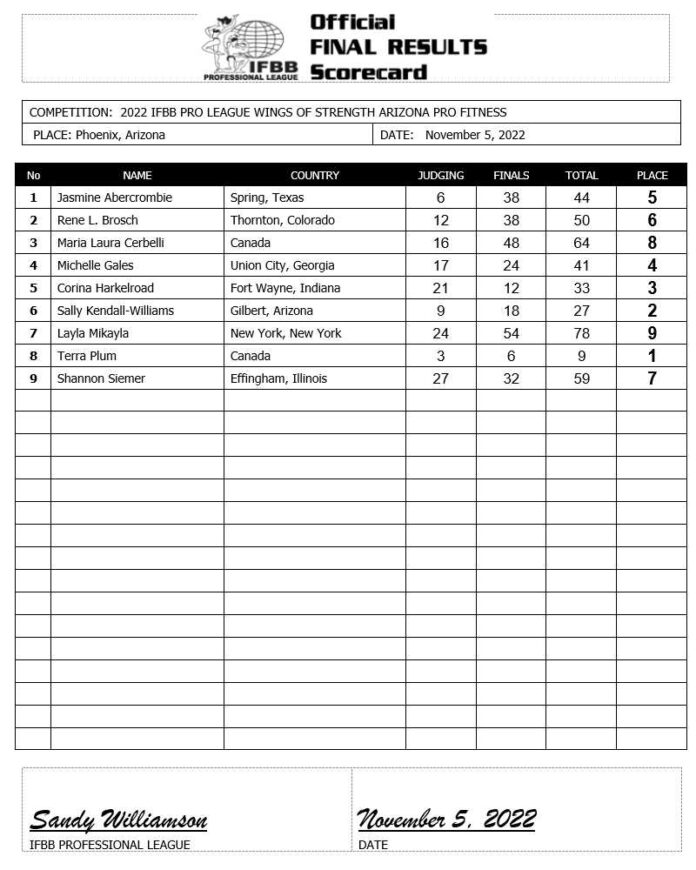 Official
FINAL RESULTS
Scorecard
IFBB
PROFESSIONAL LEAGUE
COMPETITION: 2022 IFBB PRO LEAGUE WINGS OF STRENGTH ARIZONA PRO FITNESS
PLACE: Phoenix, Arizona DATE: November 5, 2022
No NAME COUNTRY JUDGING FINALS TOTAL PLACE
1 Jasmine Abercrombie Spring, Texas 6 38 44 5
2 Rene L. Brosch Thornton, Colorado 12 38 50 6
3 Maria Laura Cerbelli Canada 16 48 64 8
4 Michelle Gales Union City, Georgia 17 24 41 4
5 Corina Harkelroad Fort Wayne, Indiana 21 12 33 3
6 Sally Kendall-Williams Gilbert, Arizona 9 18 27 2
7 Layla Mikayla New York, New York 24 54 78 9
8 Terra Plum Canada 3 6 9 1
9 Shannon Siemer Effingham, Illinois 27 32 59 7
Sandy Williamson November 5, 2022
IFBB PROFESSIONAL LEAGUE DATE